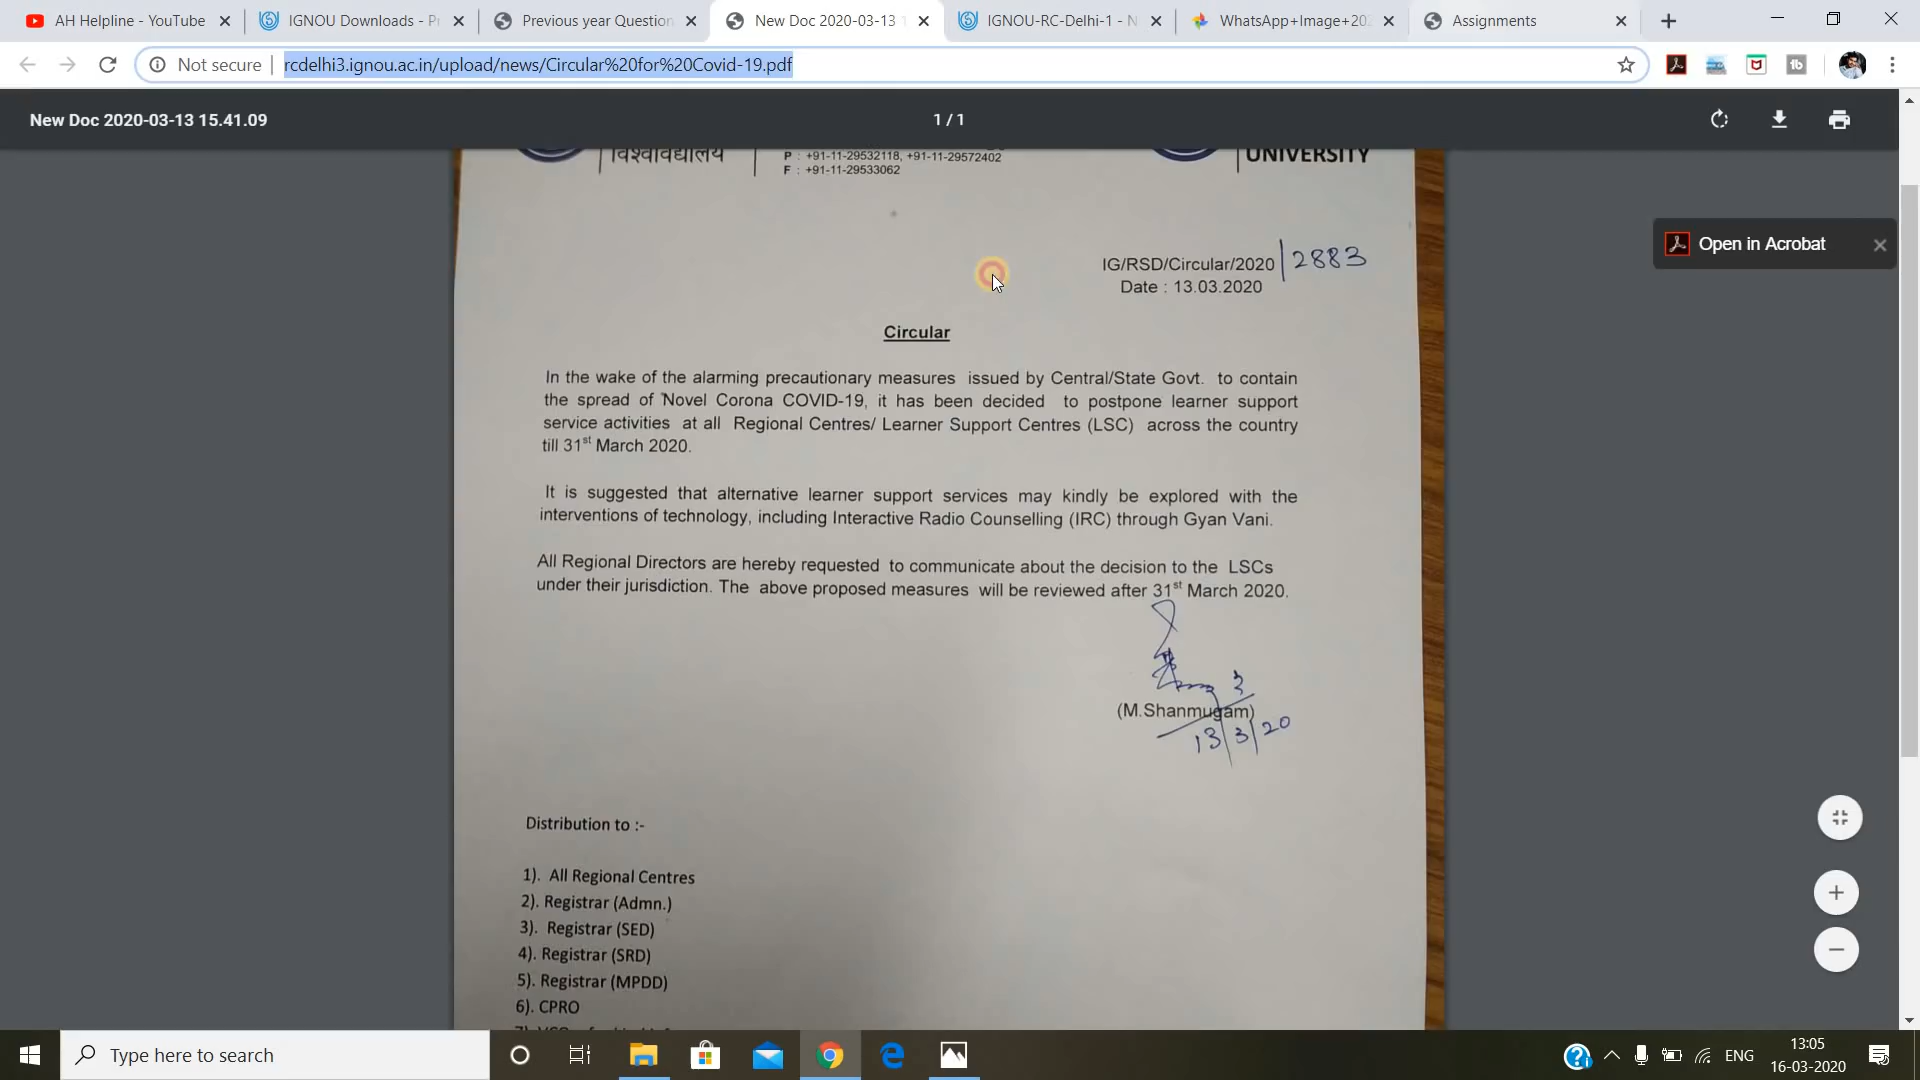 AH Helpline - YouTube
IGNOU Downloads - Pr
Previous year Question
New Doc 2020-03-13 1
IGNOU-RC-Delhi-1 - N
WhatsApp+Image+202
Assignments
Not secure
rcdelhi3.ignou.ac.in/upload/news/Circular%20for%20Covid-19.pdf
New Doc 2020-03-13 15.41.09
1 / 1
Open in Acrobat
विश्वविद्यालय
P : +91-11-29532118, +91-11-29572402
F : +91-11-29533062
UNIVERSITY
IG/RSD/Circular/2020/2883
Date : 13.03.2020
Circular
In the wake of the alarming precautionary measures issued by Central/State Govt. to contain
the spread of Novel Corona COVID-19, it has been decided to postpone learner support
service activities at all Regional Centres/ Learner Support Centres (LSC) across the country
till 31st March 2020.
It is suggested that alternative learner support services may kindly be explored with the
interventions of technology, including Interactive Radio Counselling (IRC) through Gyan Vani.
All Regional Directors are hereby requested to communicate about the decision to the LSCs
under their jurisdiction. The above proposed measures will be reviewed after 31st March 2020.
(M.Shanmugam)
13/3/20
Distribution to :-
1). All Regional Centres
2). Registrar (Admn.)
3). Registrar (SED)
4). Registrar (SRD)
5). Registrar (MPDD)
6). CPRO
Type here to search
ENG
13:05
16-03-2020